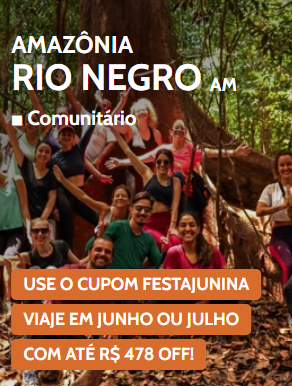 AMAZÔNIA
RIO NEGRO AM
Comunitário
USE O CUPOM FESTAJUNINA
VIAJE EM JUNHO OU JULHO
COM ATÉ R$ 478 OFF!